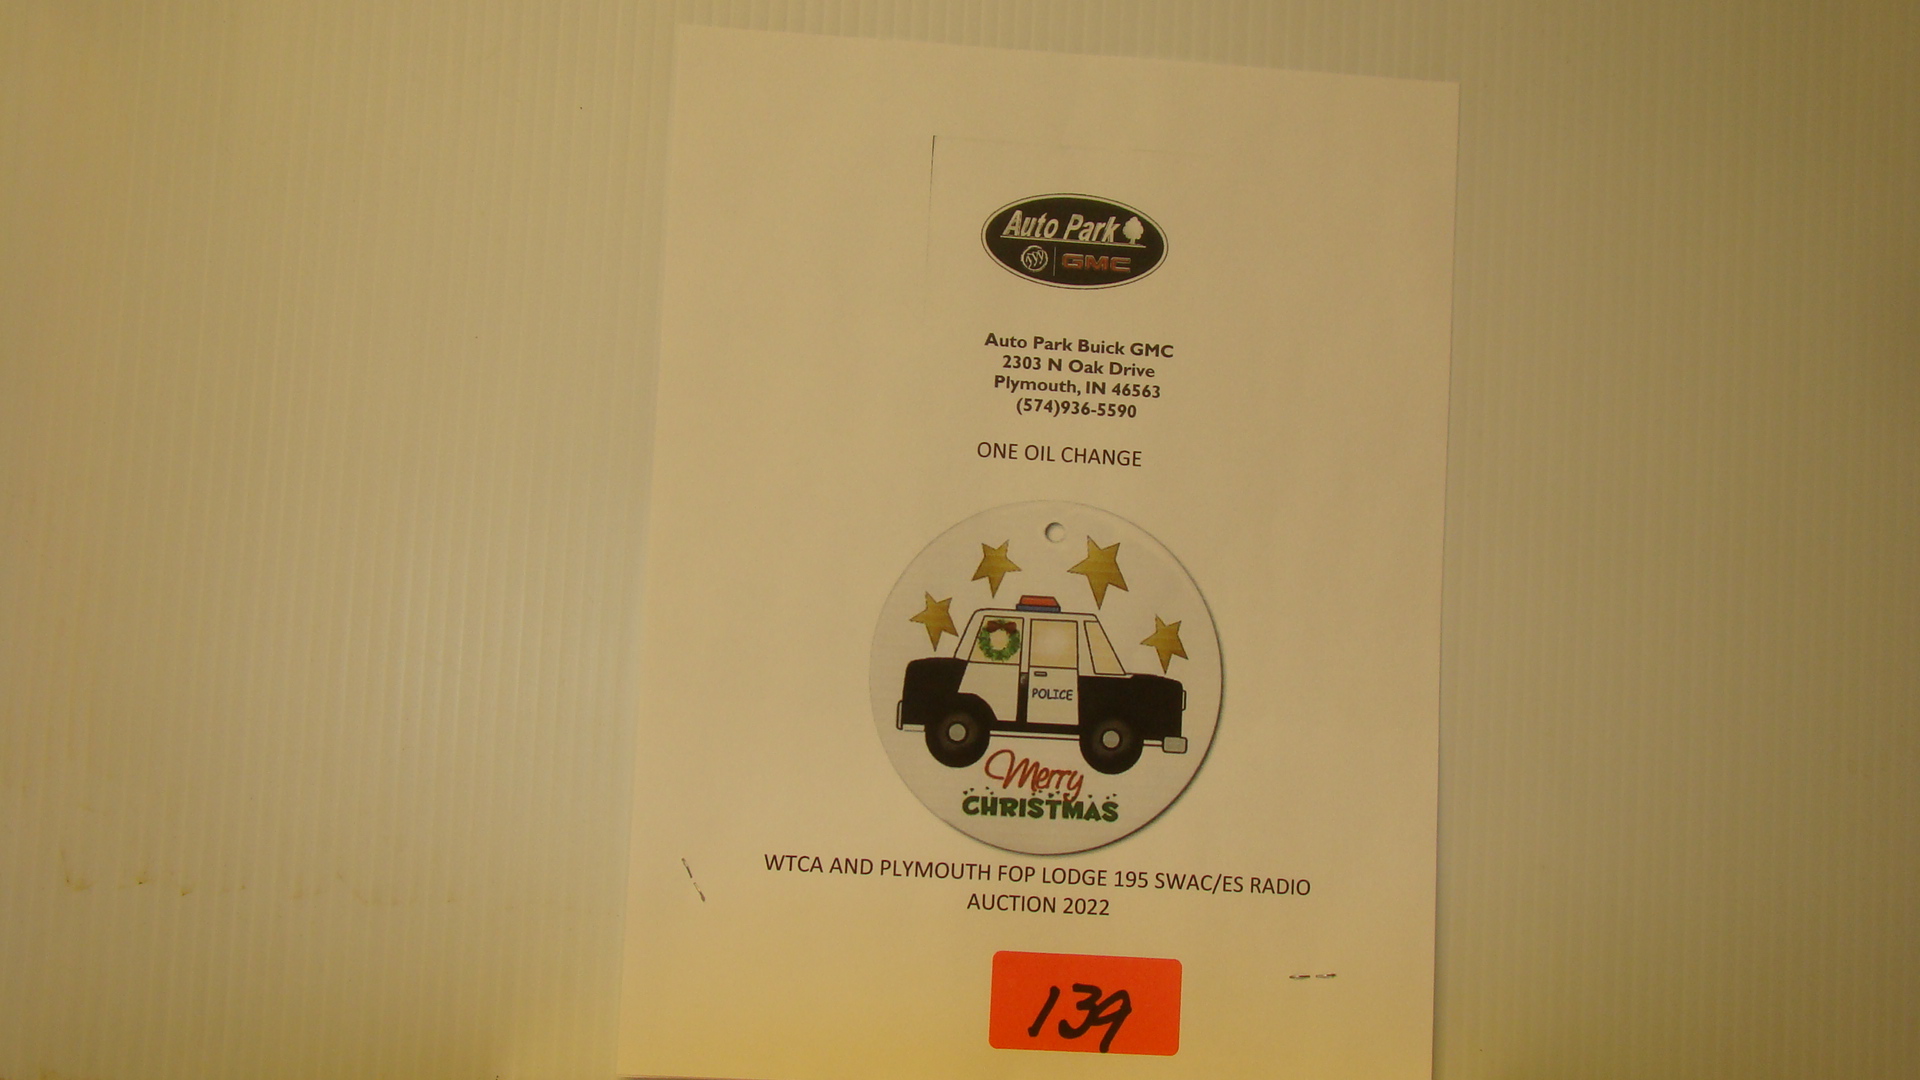 Auto Park
GMC
Auto Park Buick GMC
2303 N Oak Drive
Plymouth, IN 46563
(574)936-5590
ONE OIL CHANGE
POLICE
Merry
CHRISTMAS
WTCA AND PLYMOUTH FOP LODGE 195 SWAC/ES RADIO
AUCTION 2022
139